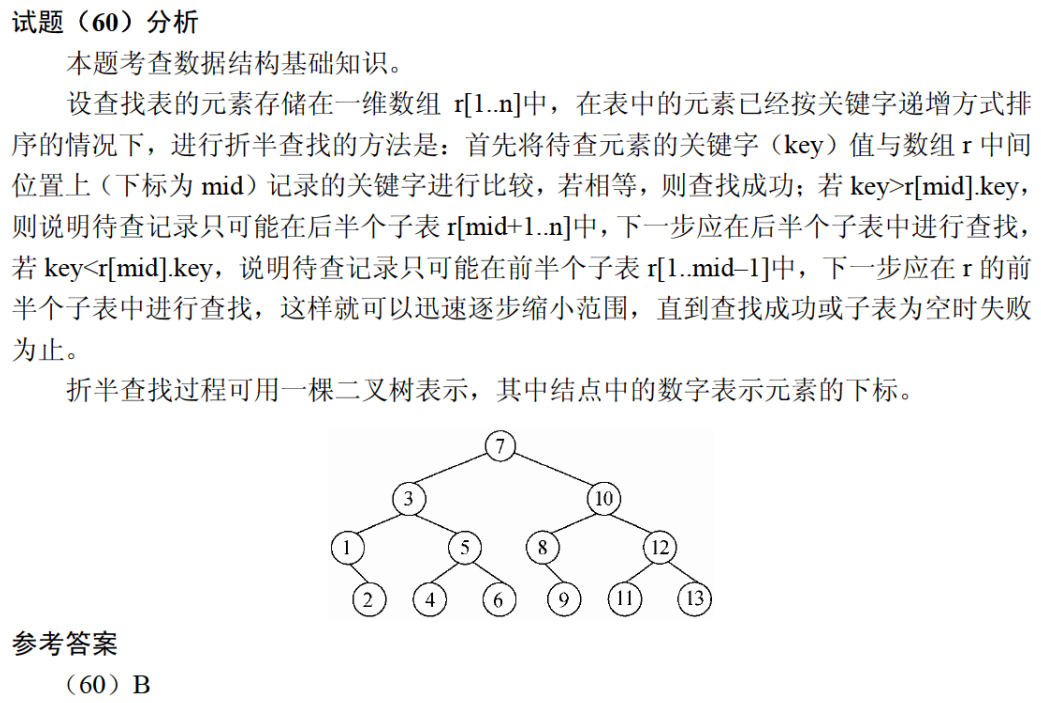 试题（60）分析
本题考查数据结构基础知识。
设查找表的元素存储在一维数组 r[1..n]中，在表中的元素已经按关键字递增方式排
序的情况下，进行折半查找的方法是：首先将待查元素的关键字（key）值与数组 r 中间
位置上（下标为 mid）记录的关键字进行比较，若相等，则查找成功；若 key>r[mid].key，
则说明待查记录只可能在后半个子表 r[mid+1..n]中，下一步应在后半个子表中进行查找，
若 key<r[mid].key，说明待查记录只可能在前半个子表 r[1..mid–1]中，下一步应在 r 的前
半个子表中进行查找，这样就可以迅速逐步缩小范围，直到查找成功或子表为空时失败
为止。
折半查找过程可用一棵二叉树表示，其中结点中的数字表示元素的下标。
7
3 10
1 5 8 12
2 4 6 9 11 13
参考答案
（60）B